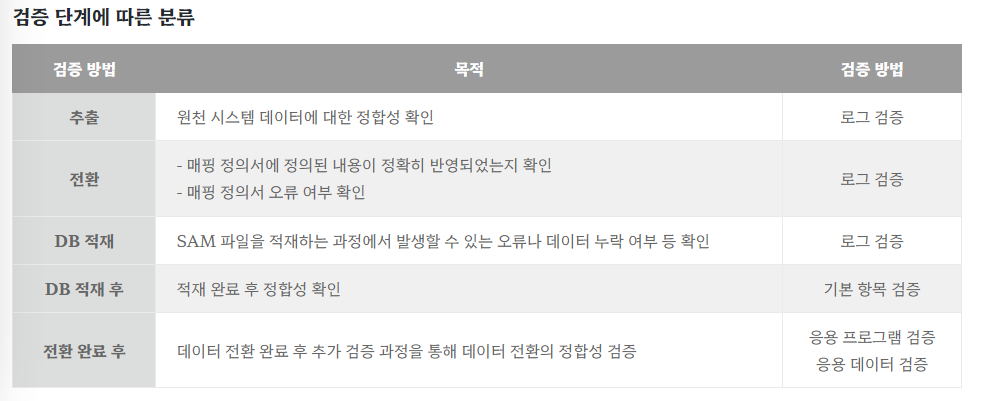 검증 단계에 따른 분류
검증 방법 목적 검증 방법
추출 원천 시스템 데이터에 대한 정합성 확인 로그 검증
전환 - 매핑 정의서에 정의된 내용이 정확히 반영되었는지 확인 로그 검증
- 매핑 정의서 오류 여부 확인
DB 적재 SAM 파일을 적재하는 과정에서 발생할 수 있는 오류나 데이터 누락 여부 등 확인 로그 검증
DB 적재 후 적재 완료 후 정합성 확인 기본 항목 검증
전환 완료 후 데이터 전환 완료 후 추가 검증 과정을 통해 데이터 전환의 정합성 검증 응용 프로그램 검증
응용 데이터 검증